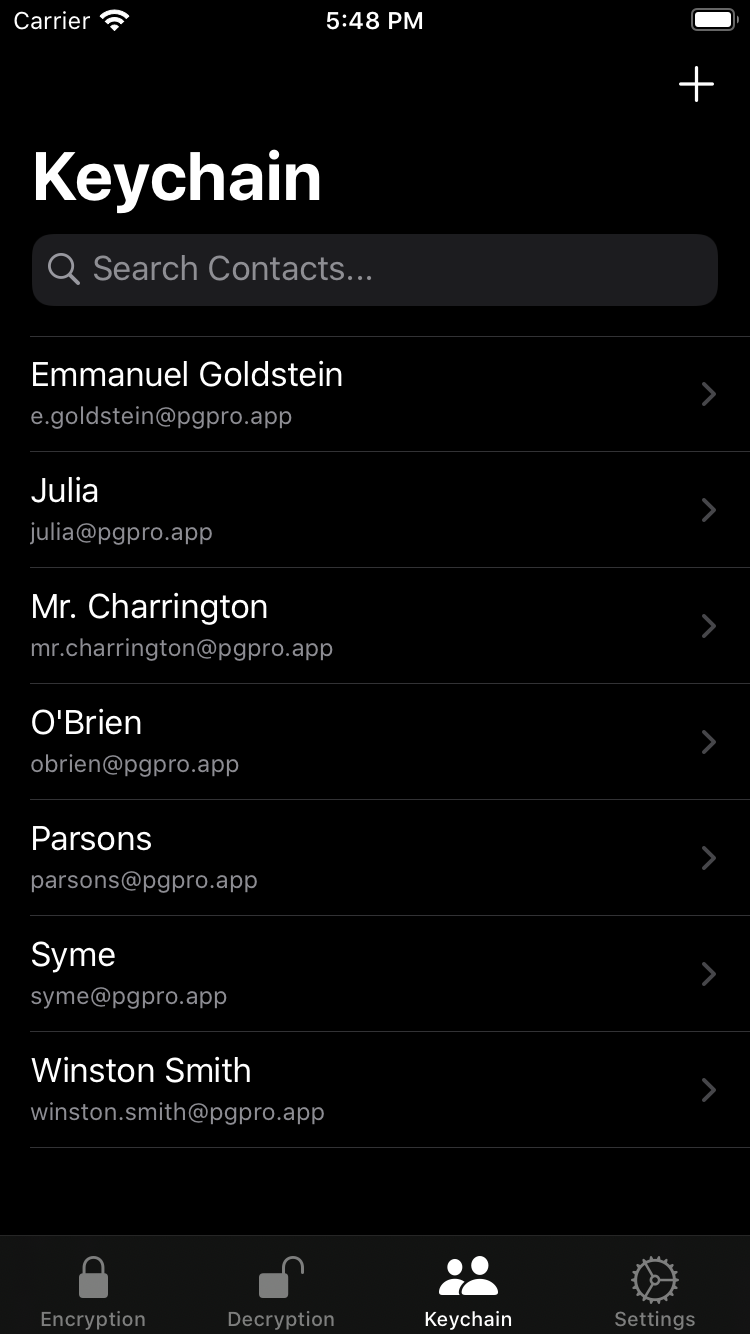 Carrier 5:48 PM
Keychain
Search Contacts...
Emmanuel Goldstein
e.goldstein@pgpro.app
Julia
julia@pgpro.app
Mr. Charrington
mr.charrington@pgpro.app
O'Brien
obrien@pgpro.app
Parsons
parsons@pgpro.app
Syme
syme@pgpro.app
Winston Smith
winston.smith@pgpro.app
Encryption Decryption Keychain Settings